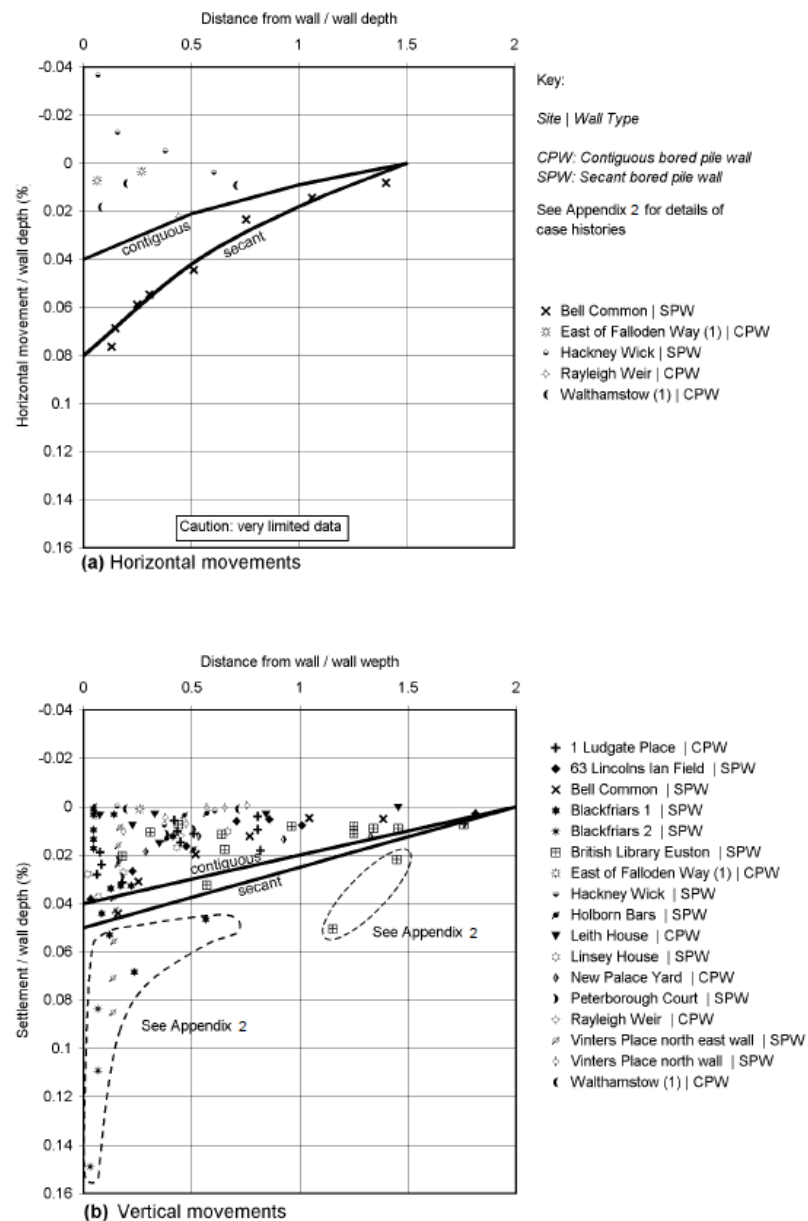 Distance from wall / wall depth
0 0.5 1 1.5 2
-0.04
-0.02
0
0.02
0.04
0.06
0.08
0.1
0.12
0.14
0.16
Horizontal movement / wall depth (%)
contiguous
secant
Caution: very limited data
(a) Horizontal movements
Key:
Site | Wall Type
CPW: Contiguous bored pile wall
SPW: Secant bored pile wall
See Appendix 2 for details of
case histories
Bell Common | SPW
East of Falloden Way (1) | CPW
Hackney Wick | SPW
Rayleigh Weir | CPW
Walthamstow (1) | CPW
Distance from wall / wall wepth
0 0.5 1 1.5 2
-0.04
-0.02
0
0.02
0.04
0.06
0.08
0.1
0.12
0.14
0.16
Settlement / wall depth (%)
contiguous
secant
See Appendix 2
See Appendix 2
(b) Vertical movements
1 Ludgate Place | CPW
63 Lincolns Ian Field | SPW
Bell Common | SPW
Blackfriars 1 | SPW
Blackfriars 2 | SPW
British Library Euston | SPW
East of Falloden Way (1) | CPW
Hackney Wick | SPW
Holborn Bars | SPW
Leith House | CPW
Linsey House | SPW
New Palace Yard | CPW
Peterborough Court | SPW
Rayleigh Weir | CPW
Vinters Place north east wall | SPW
Vinters Place north wall | SPW
Walthamstow (1) | CPW